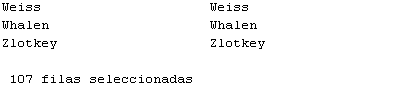 Weiss Weiss
Whalen Whalen
Zlotkey Zlotkey
107 filas seleccionadas